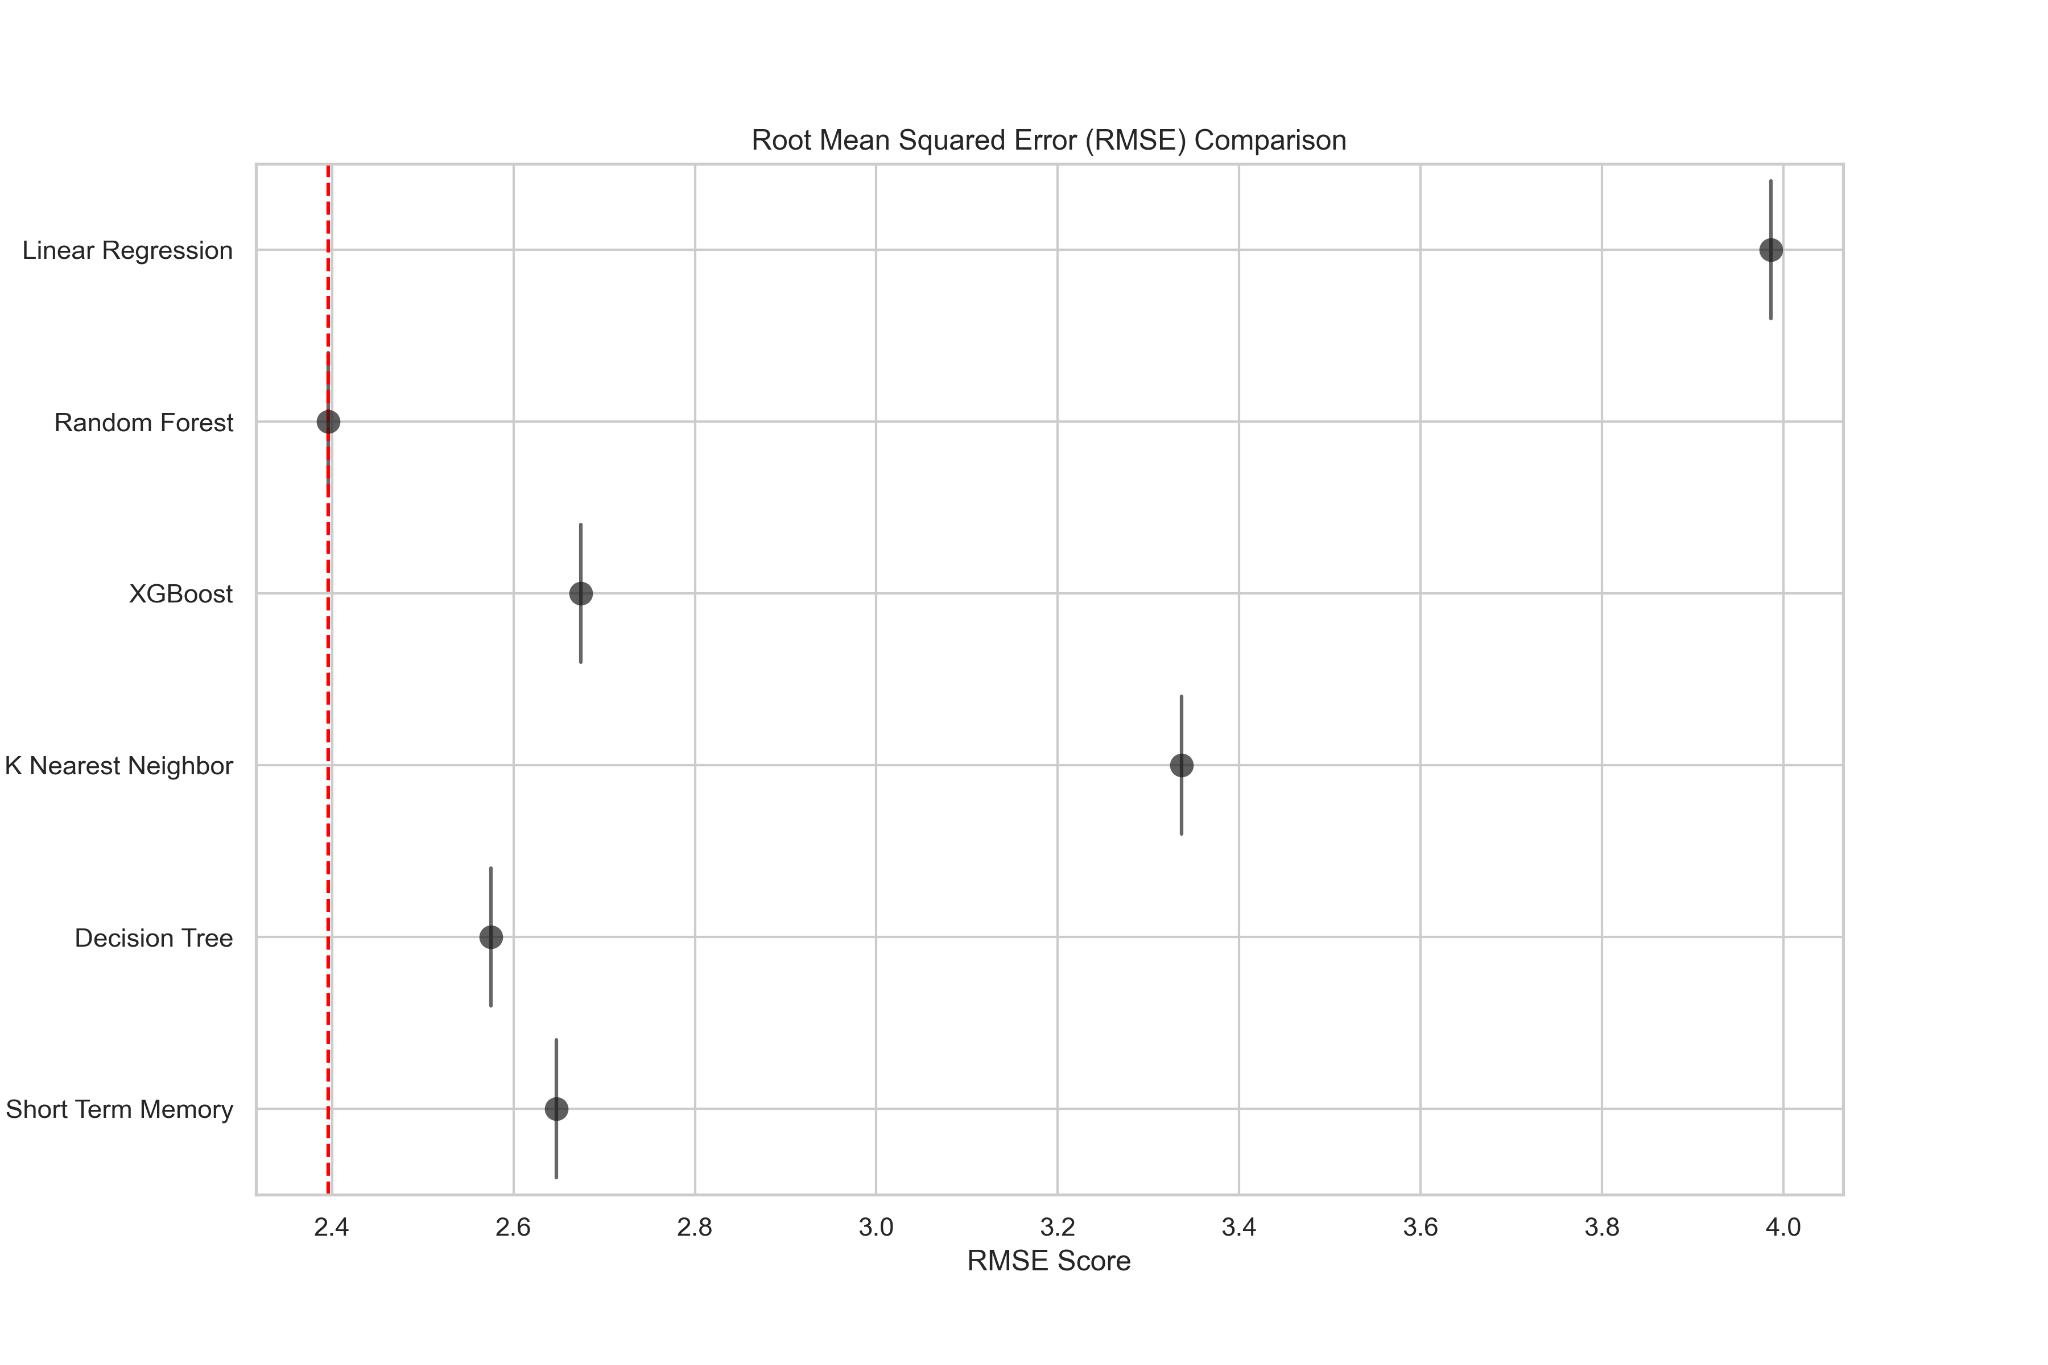 Root Mean Squared Error (RMSE) Comparison
Linear Regression
Random Forest
XGBoost
K Nearest Neighbor
Decision Tree
Short Term Memory
2.4 2.6 2.8 3.0 3.2 3.4 3.6 3.8 4.0
RMSE Score